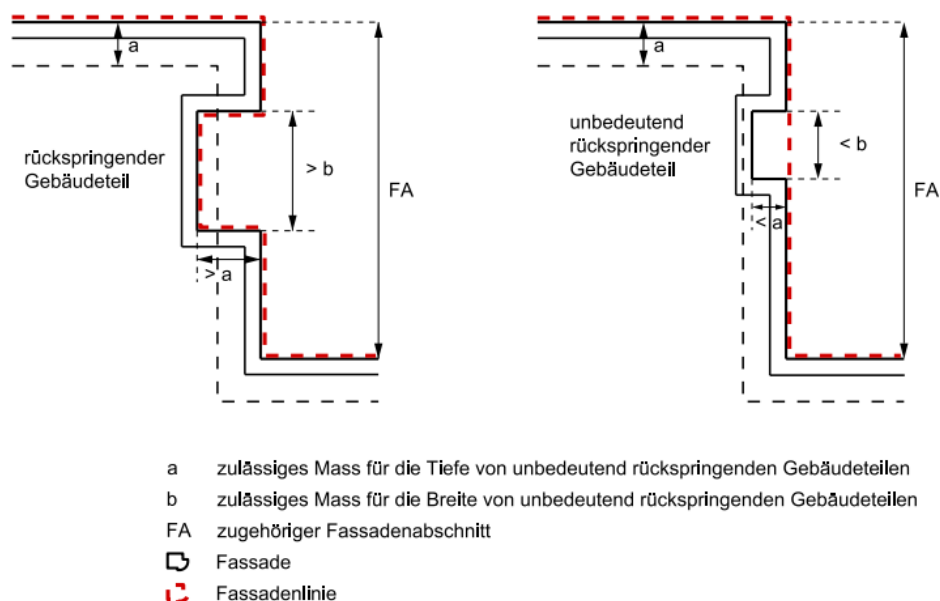 a
rückspringender
Gebäudeteil
> b
FA
> a
a
unbedeutend
rückspringender
Gebäudeteil
< b
FA
< a
a zulässiges Mass für die Tiefe von unbedeutend rückspringenden Gebäudeteilen
b zulässiges Mass für die Breite von unbedeutend rückspringenden Gebäudeteilen
FA zugehöriger Fassadenabschnitt
Fassade
Fassadenlinie